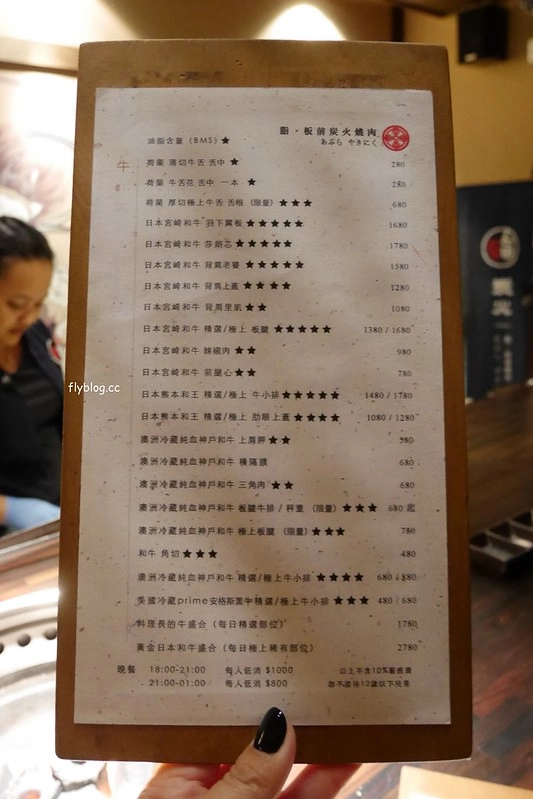 脂・板前炭火燒肉
あぶら やきにく
油脂含量 (BMS) ★
牛
荷蘭 薄切牛舌 舌中 ★ 280
荷蘭 牛舌花 舌中 一本 ★ 280
荷蘭 厚切極上牛舌 舌根 (限量) ★★★ 680
日本宮崎和牛 羽下翼板 ★★★★★ 1680
日本宮崎和牛 莎朗芯 ★★★★★ 1780
日本宮崎和牛 背肩老饕 ★★★★★ 1580
日本宮崎和牛 背肩上蓋 ★★★★ 1280
日本宮崎和牛 背肩里肌 ★★ 1080
日本宮崎和牛 精選/極上 板腱 ★★★★★ 1380 / 1680
日本宮崎和牛 辣椒肉 ★★ 980
日本宮崎和牛 前腿心 ★★ 780
日本熊本和王 精選/極上 牛小排 ★★★★★ 1480 / 1780
日本熊本和王 精選/極上 肋眼上蓋 ★★★★ 1080 / 1280
澳洲冷藏純血神戶和牛 上肩胛 ★★ 580
澳洲冷藏純血神戶和牛 橫隔膜 680
澳洲冷藏純血神戶和牛 三角肉 ★★ 680
澳洲冷藏純血神戶和牛 板腱牛排 / 秤重 (限量) ★★★ 680 起
澳洲冷藏純血神戶和牛 極上板腱 (限量) ★★★ 780
和牛 角切 ★★★ 480
澳洲冷藏純血神戶和牛 精選/極上牛小排 ★★★★ 680 / 880
美國冷藏prime安格斯黑牛 精選/極上牛小排 ★★★ 480 / 680
料理長的牛盛合 (每日精選部位) 1780
黃金日本和牛盛合 (每日極上稀有部位) 2780
晚餐 18:00-21:00 每人低消 $1000 以上不含10%服務費
21:00-01:00 每人低消 $800 恕不接待12歲以下兒童
flyblog.cc